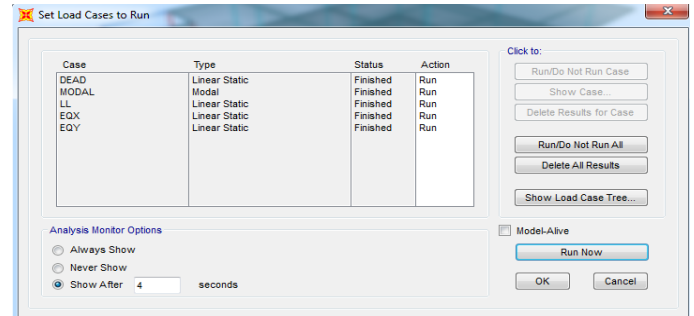 Set Load Cases to Run
Click to:
Case Type Status Action
DEAD Linear Static Finished Run
MODAL Modal Finished Run
LL Linear Static Finished Run
EQX Linear Static Finished Run
EQY Linear Static Finished Run
Run/Do Not Run Case
Show Case...
Delete Results for Case
Run/Do Not Run All
Delete All Results
Show Load Case Tree...
Analysis Monitor Options
Always Show
Never Show
Show After 4 seconds
Model-Alive
Run Now
OK Cancel